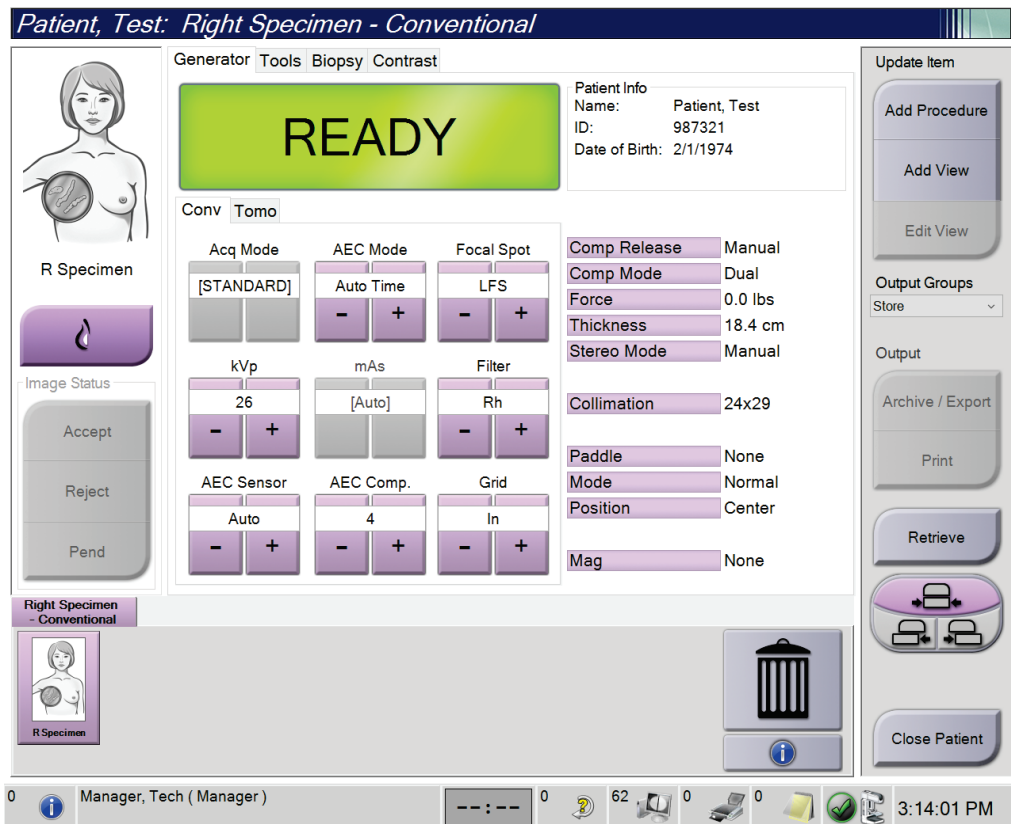 Patient, Test: Right Specimen - Conventional
Generator Tools Biopsy Contrast
READY
Patient Info
Name: Patient, Test
ID: 987321
Date of Birth: 2/1/1974
R Specimen
Image Status
Accept
Reject
Pend
Conv Tomo
Acq Mode AEC Mode Focal Spot
[STANDARD] Auto Time LFS
- + - +
kVp mAs Filter
26 [Auto] Rh
- + - +
AEC Sensor AEC Comp. Grid
Auto 4 In
- + - + - +
Comp Release Manual
Comp Mode Dual
Force 0.0 lbs
Thickness 18.4 cm
Stereo Mode Manual
Collimation 24x29
Paddle None
Mode Normal
Position Center
Mag None
Update Item
Add Procedure
Add View
Edit View
Output Groups
Store
Output
Archive / Export
Print
Retrieve
Close Patient
Right Specimen
- Conventional
R Specimen
0 Manager, Tech ( Manager ) --:-- 0 62 0 0 3:14:01 PM